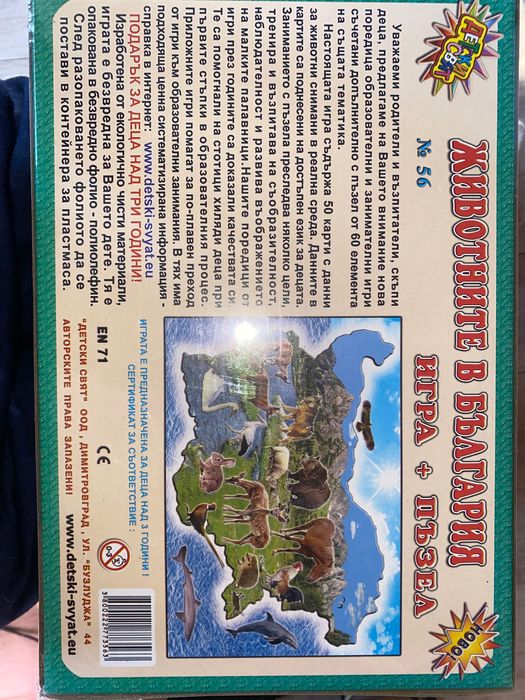 ДЕТСКИ СВЯТ
ЖИВОТНИТЕ В БЪЛГАРИЯ
№ 56
ИГРА + ПЪЗЕЛ
НОВО
Уважаеми родители и възпитатели, скъпи
деца, предлагаме на Вашето внимание нова
поредица образователни и занимателни игри
съчетани допълнително с пъзел от 60 елемента
на същата тематика.
Настоящата игра съдържа 50 карти с данни
за животни снимани в реална среда. Данните в
картите са поднесени на достъпен език за децата.
Заниманието с пъзела преследва няколко цели,
тренира и възпитава на съобразителност,
наблюдателност и развива въображението
на малките палавници. Нашите поредици от
игри през годините са доказали качествата си.
Те са помогнали на стотици хиляди деца при
първите стъпки в образователния процес.
Приложните игри помагат за по-плавен преход
от игри към образователни занимания. В тях има
подходяща ценна систематизирана информация -
справка в интернет: www.detski-svyat.eu
ПОДАРЪК ЗА ДЕЦА НАД ТРИ ГОДИНИ!
Изработена от екологично чисти материали,
играта е безвредна за Вашето дете. Тя е
опакована в безвредно фолио - полиолефин.
След разопаковането фолиото да се
постави в контейнера за пластмаса.
ИГРАТА Е ПРЕДНАЗНАЧЕНА ЗА ДЕЦА НАД 3 ГОДИНИ!
СЕРТИФИКАТ ЗА СЪОТВЕТСТВИЕ :
EN 71
CE
0-3
3800022773563
"ДЕТСКИ СВЯТ" ООД , ДИМИТРОВГРАД , УЛ. "БУЗЛУДЖА" 44
АВТОРСКИТЕ ПРАВА ЗАПАЗЕНИ! www.detski-svyat.eu